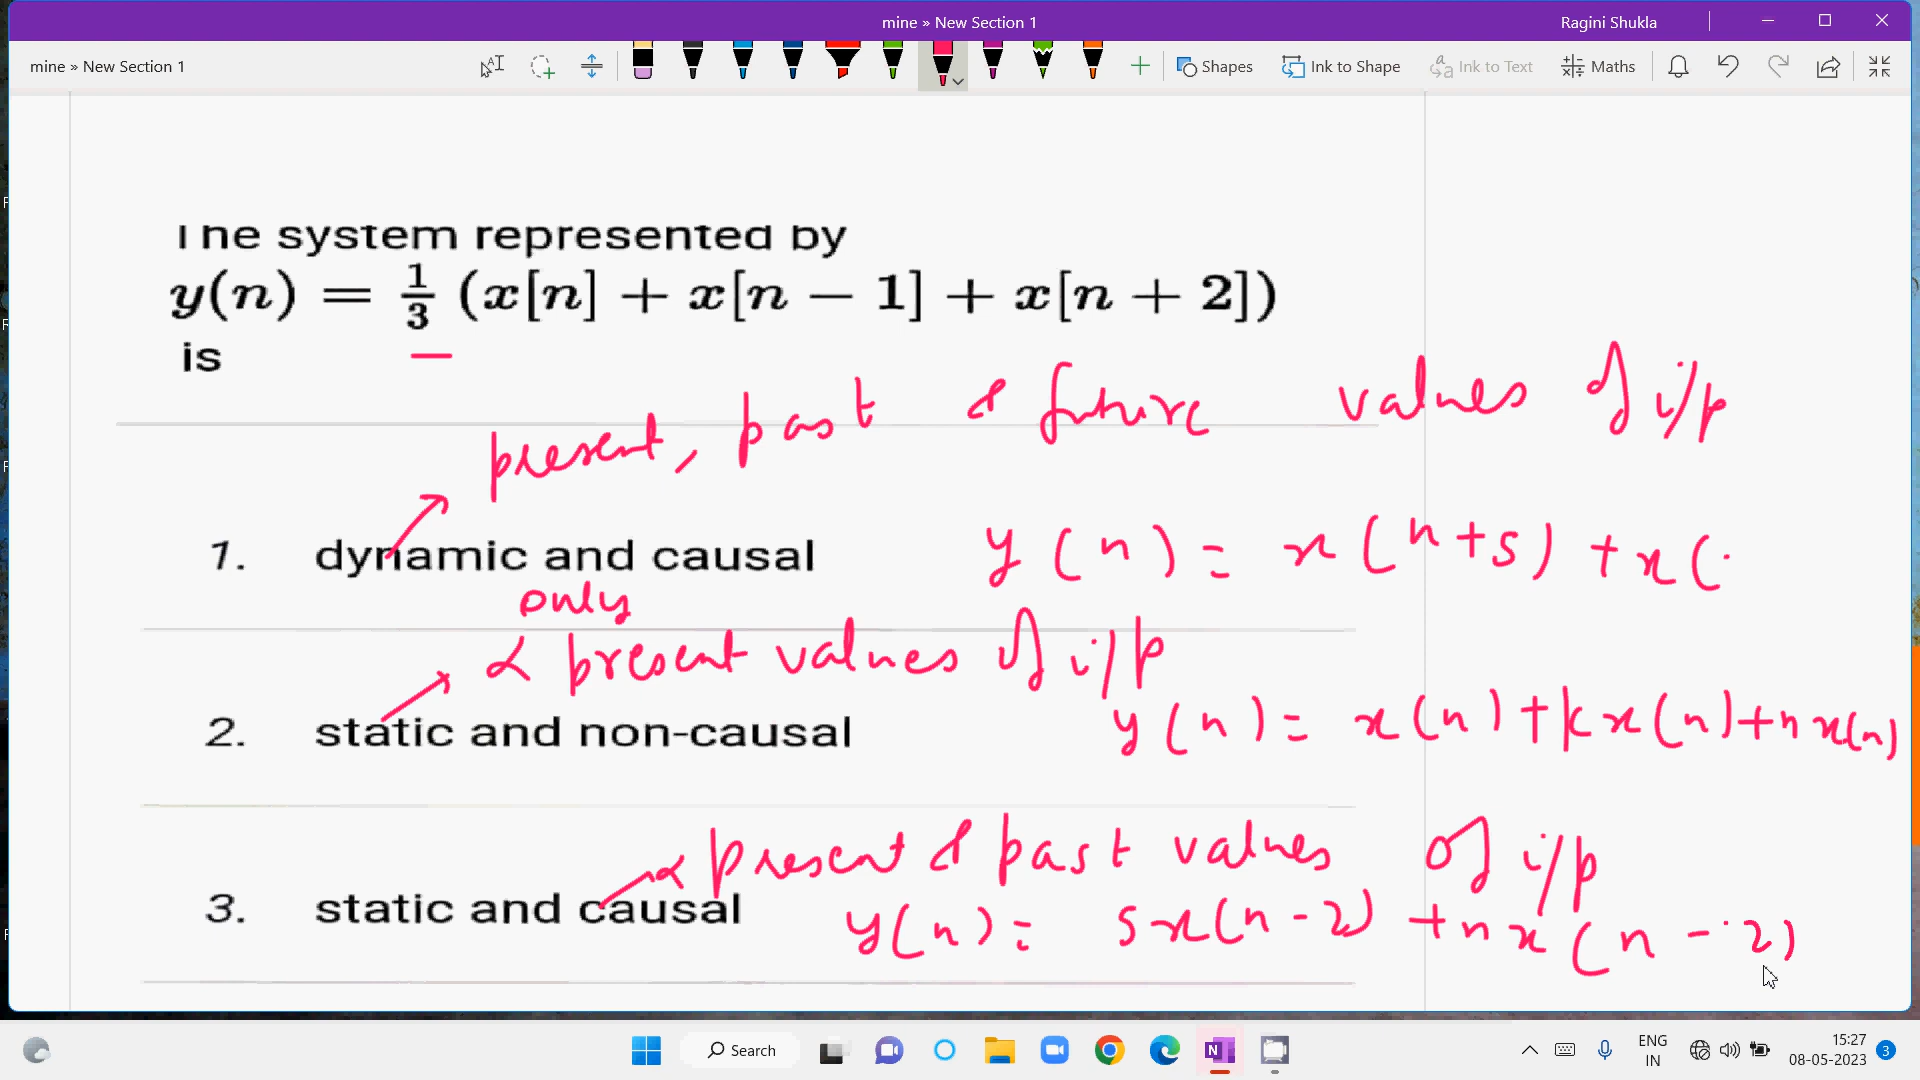 mine » New Section 1
Ragini Shukla
mine » New Section 1
Shapes
Ink to Shape
Ink to Text
Maths
The system represented by
y(n) = 1/3 (x[n] + x[n − 1] + x[n + 2])
is
present, past & future values of i/p
1. dynamic and causal
y(n) = x(n+5) + x(
only
α present values of i/p
2. static and non-causal
y(n) = x(n) + kx(n) + nx(n)
α present & past values of i/p
3. static and causal
y(n) = 5x(n-2) + nx(n-2)
Search
ENG
IN
15:27
08-05-2023
3